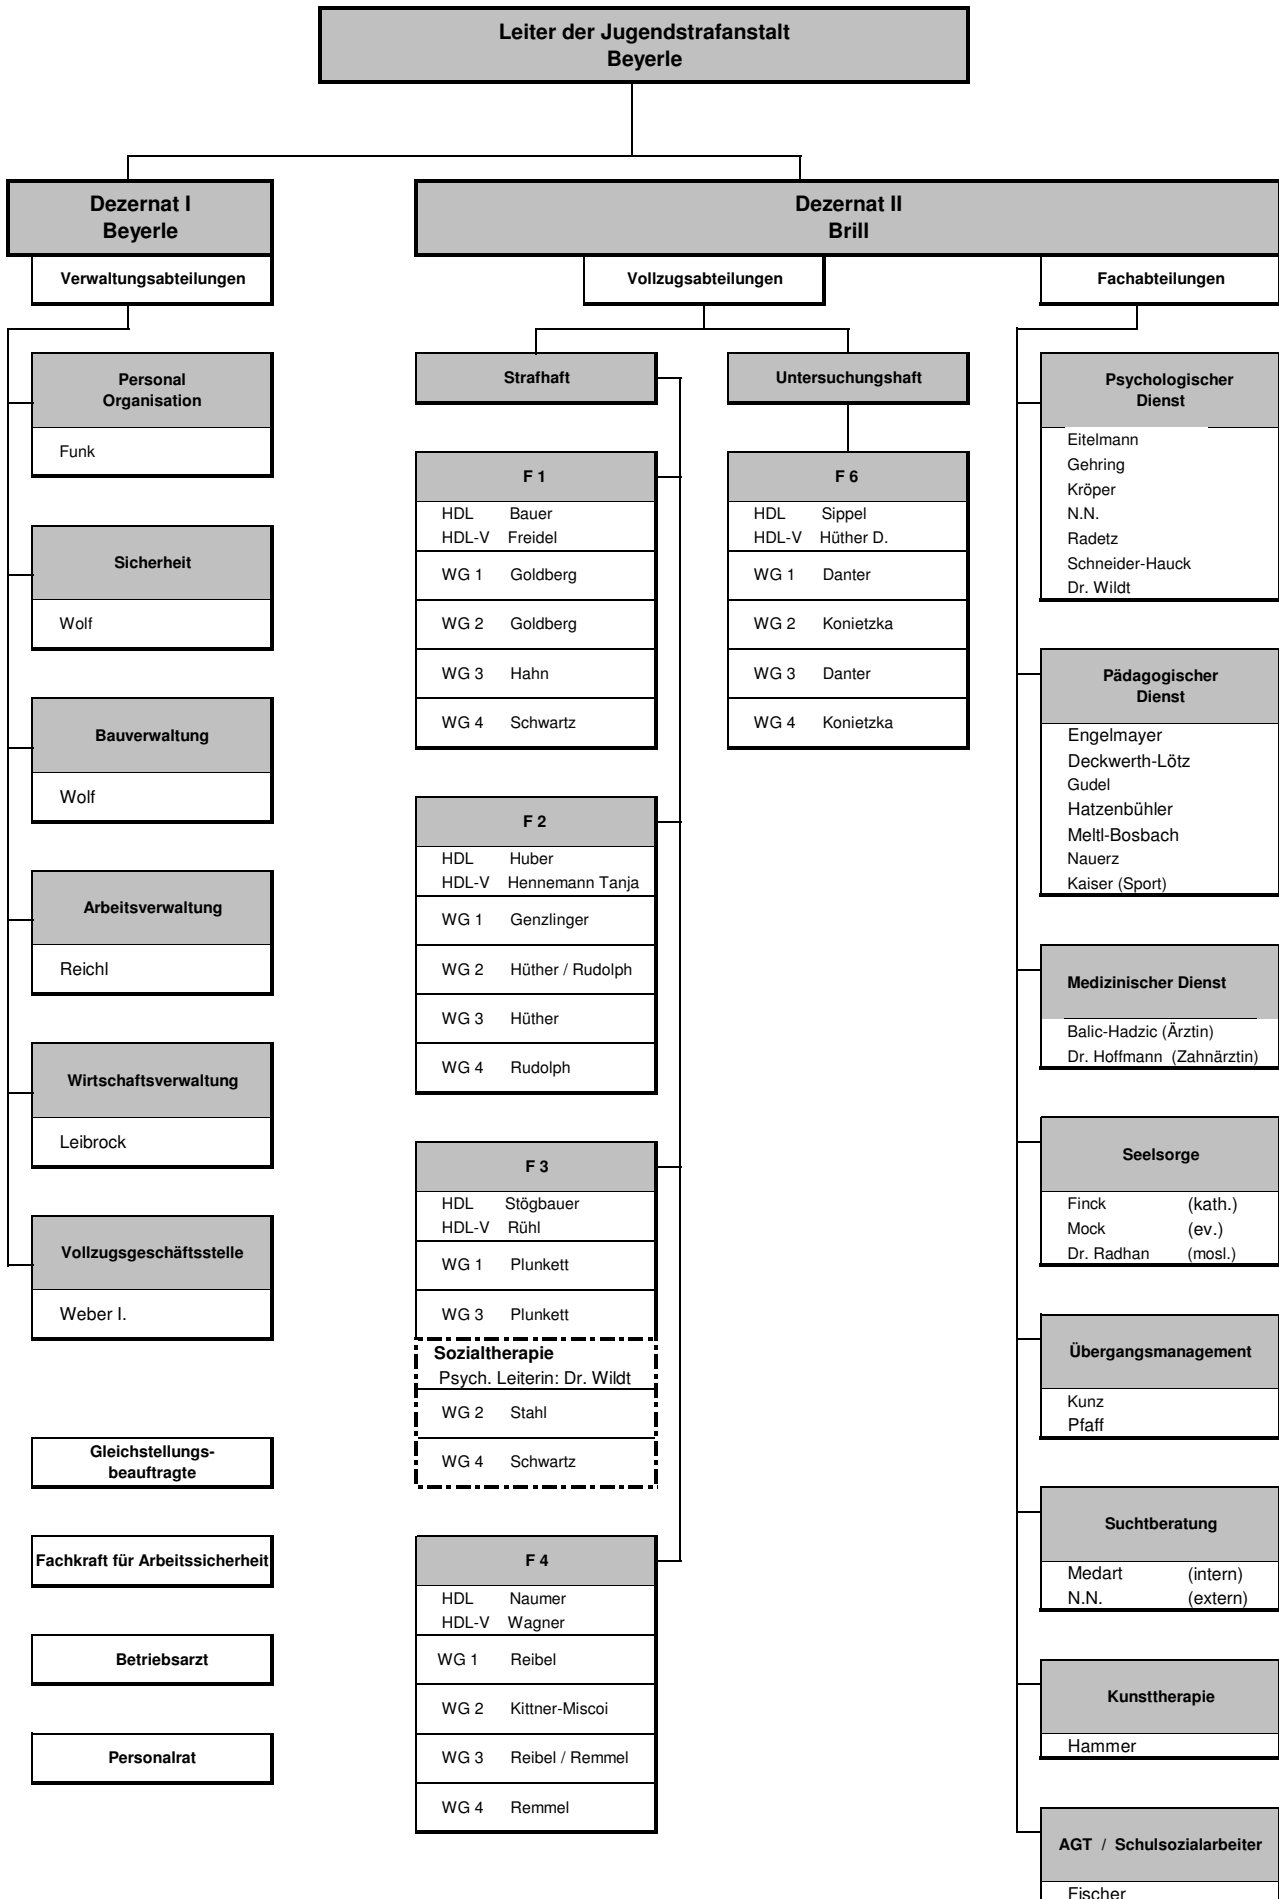 Leiter der Jugendstrafanstalt
Beyerle
Dezernat I
Beyerle
Verwaltungsabteilungen
Personal
Organisation
Funk
Sicherheit
Wolf
Bauverwaltung
Wolf
Arbeitsverwaltung
Reichl
Wirtschaftsverwaltung
Leibrock
Vollzugsgeschäftsstelle
Weber I.
Gleichstellungs-
beauftragte
Fachkraft für Arbeitssicherheit
Betriebsarzt
Personalrat
Dezernat II
Brill
Vollzugsabteilungen
Strafhaft
F 1
HDL Bauer
HDL-V Freidel
WG 1 Goldberg
WG 2 Goldberg
WG 3 Hahn
WG 4 Schwartz
F 2
HDL Huber
HDL-V Hennemann Tanja
WG 1 Genzlinger
WG 2 Hüther / Rudolph
WG 3 Hüther
WG 4 Rudolph
F 3
HDL Stögbauer
HDL-V Rühl
WG 1 Plunkett
WG 3 Plunkett
Sozialtherapie
Psych. Leiterin: Dr. Wildt
WG 2 Stahl
WG 4 Schwartz
F 4
HDL Naumer
HDL-V Wagner
WG 1 Reibel
WG 2 Kittner-Miscoi
WG 3 Reibel / Remmel
WG 4 Remmel
Untersuchungshaft
F 6
HDL Sippel
HDL-V Hüther D.
WG 1 Danter
WG 2 Konietzka
WG 3 Danter
WG 4 Konietzka
Fachabteilungen
Psychologischer
Dienst
Eitelmann
Gehring
Kröper
N.N.
Radetz
Schneider-Hauck
Dr. Wildt
Pädagogischer
Dienst
Engelmayer
Deckwerth-Lötz
Gudel
Hatzenbühler
Meltl-Bosbach
Nauerz
Kaiser (Sport)
Medizinischer Dienst
Balic-Hadzic (Ärztin)
Dr. Hoffmann (Zahnärztin)
Seelsorge
Finck (kath.)
Mock (ev.)
Dr. Radhan (mosl.)
Übergangsmanagement
Kunz
Pfaff
Suchtberatung
Medart (intern)
N.N. (extern)
Kunsttherapie
Hammer
AGT / Schulsozialarbeiter
Fischer